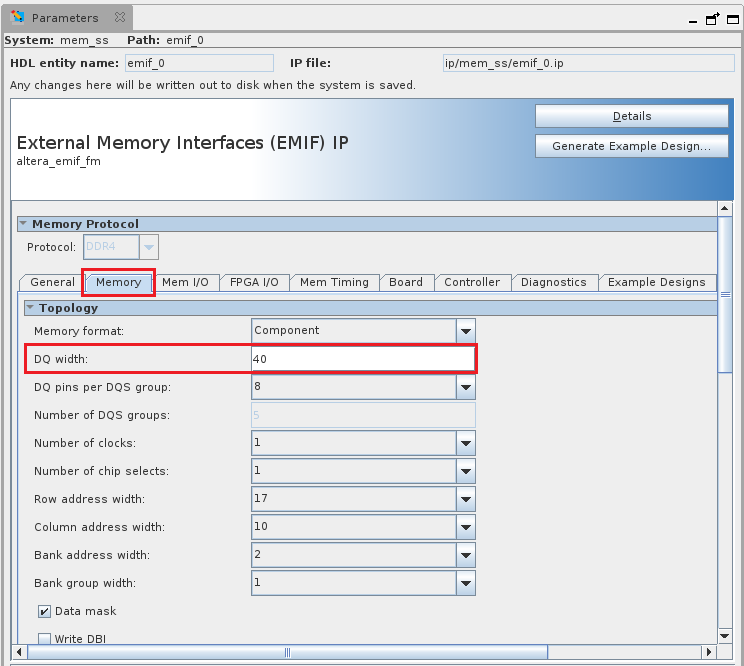 Parameters
System: mem_ss Path: emif_0
HDL entity name: emif_0 IP file: ip/mem_ss/emif_0.ip
Any changes here will be written out to disk when the system is saved.
Details
External Memory Interfaces (EMIF) IP
Generate Example Design...
altera_emif_fm
Memory Protocol
Protocol: DDR4
General Memory Mem I/O FPGA I/O Mem Timing Board Controller Diagnostics Example Designs
Topology
Memory format: Component
DQ width: 40
DQ pins per DQS group: 8
Number of DQS groups: 5
Number of clocks: 1
Number of chip selects: 1
Row address width: 17
Column address width: 10
Bank address width: 2
Bank group width: 1
Data mask
Write DBI